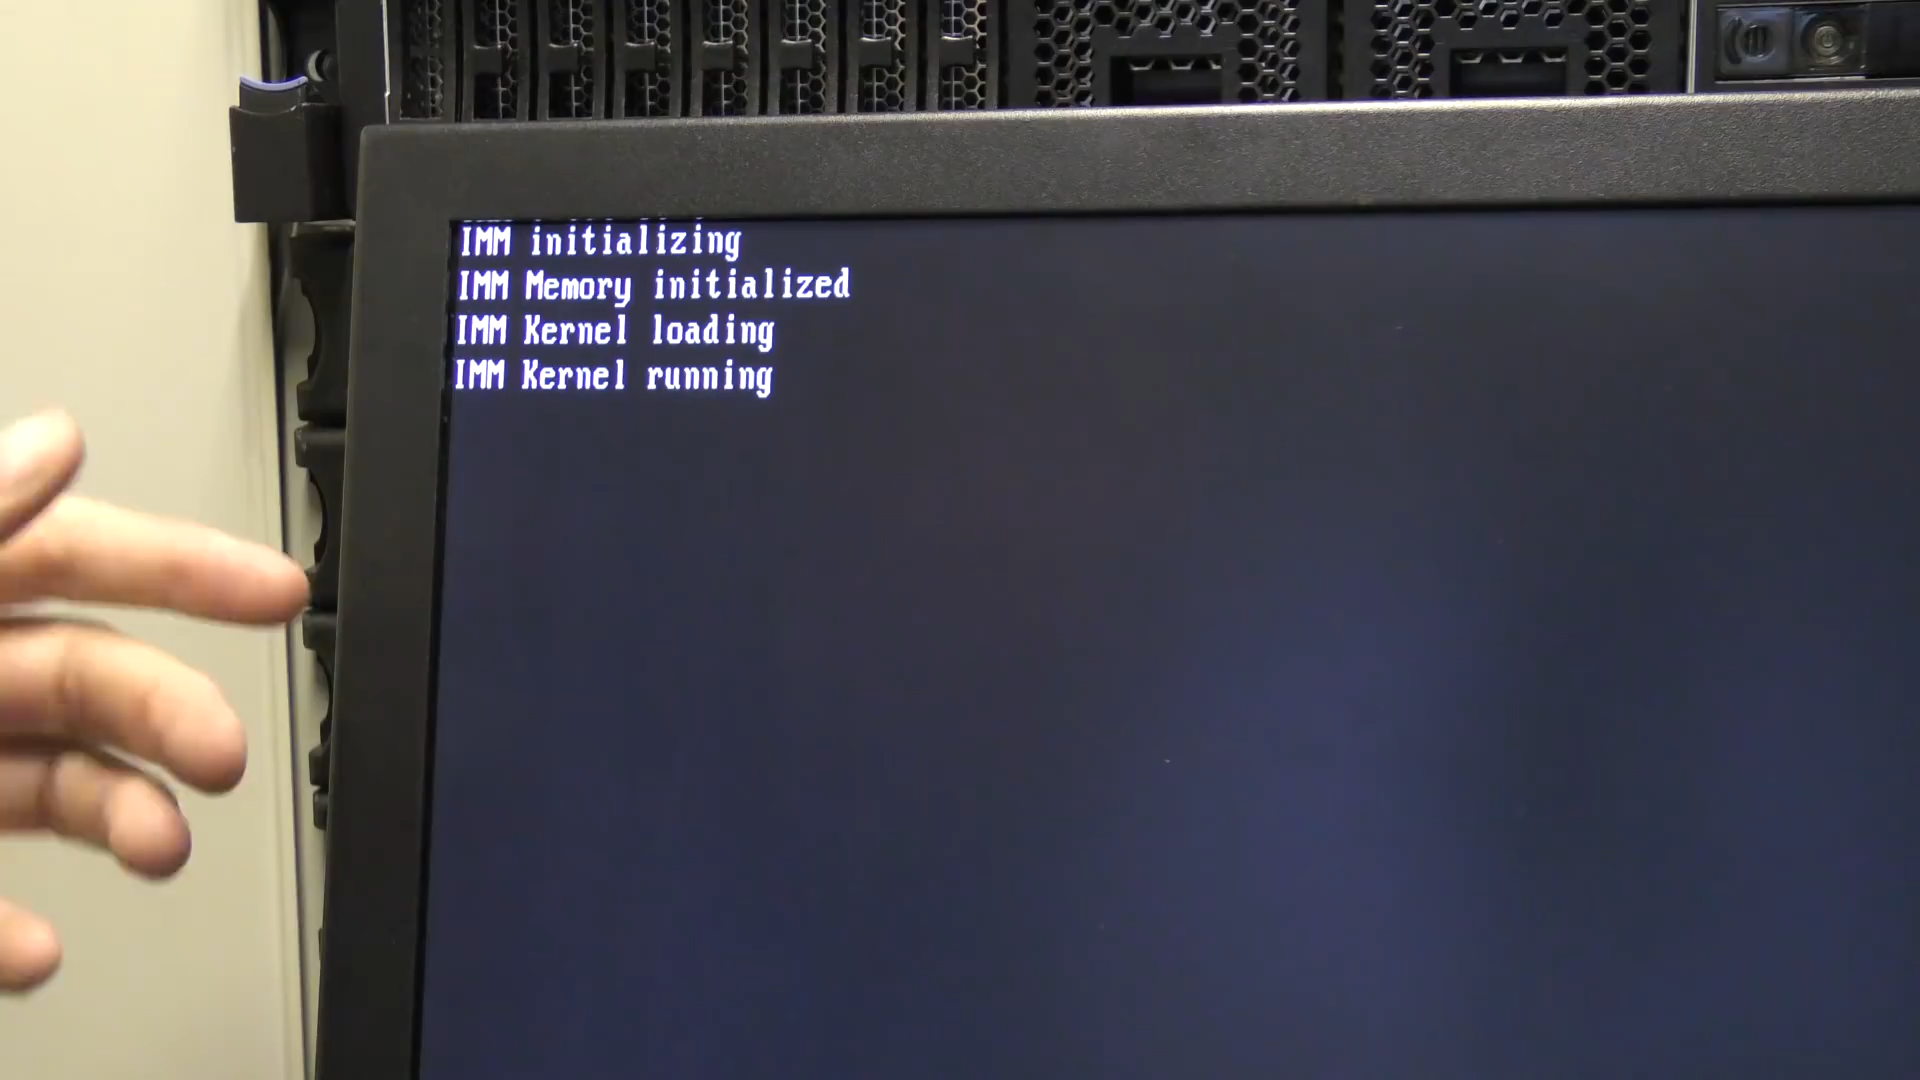 IMM initializing
IMM Memory initialized
IMM Kernel loading
IMM Kernel running